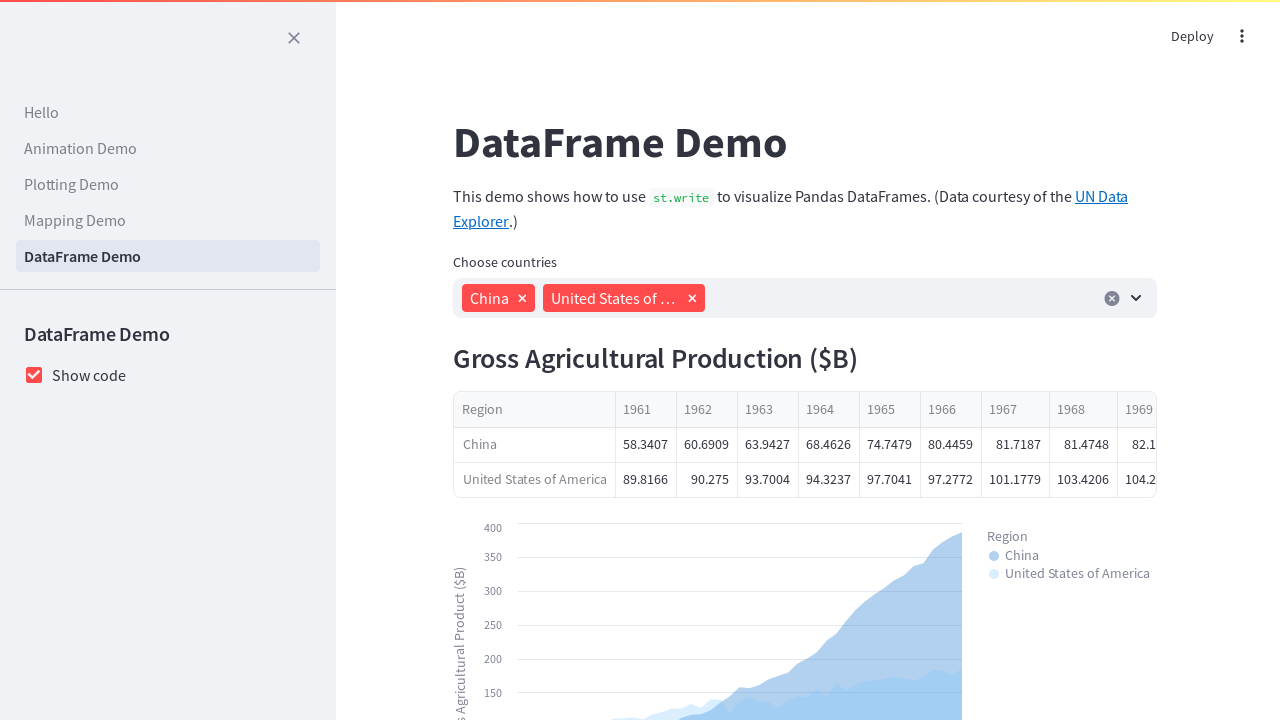 Deploy
Hello
Animation Demo
Plotting Demo
Mapping Demo
DataFrame Demo
DataFrame Demo
Show code
DataFrame Demo
This demo shows how to use st.write to visualize Pandas DataFrames. (Data courtesy of the UN Data
Explorer.)
Choose countries
China United States of ...
Gross Agricultural Production ($B)
Region 1961 1962 1963 1964 1965 1966 1967 1968 1969
China 58.3407 60.6909 63.9427 68.4626 74.7479 80.4459 81.7187 81.4748 82.1
United States of America 89.8166 90.275 93.7004 94.3237 97.7041 97.2772 101.1779 103.4206 104.2
400
350
300
250
200
150
s Agricultural Product ($B)
Region
China
United States of America